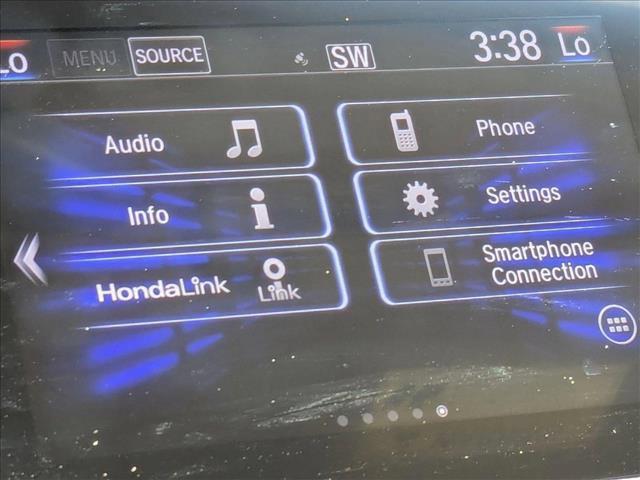 LO MENU SOURCE SW 3:38 Lo
Audio Phone
Info Settings
HondaLink Link Smartphone
Connection